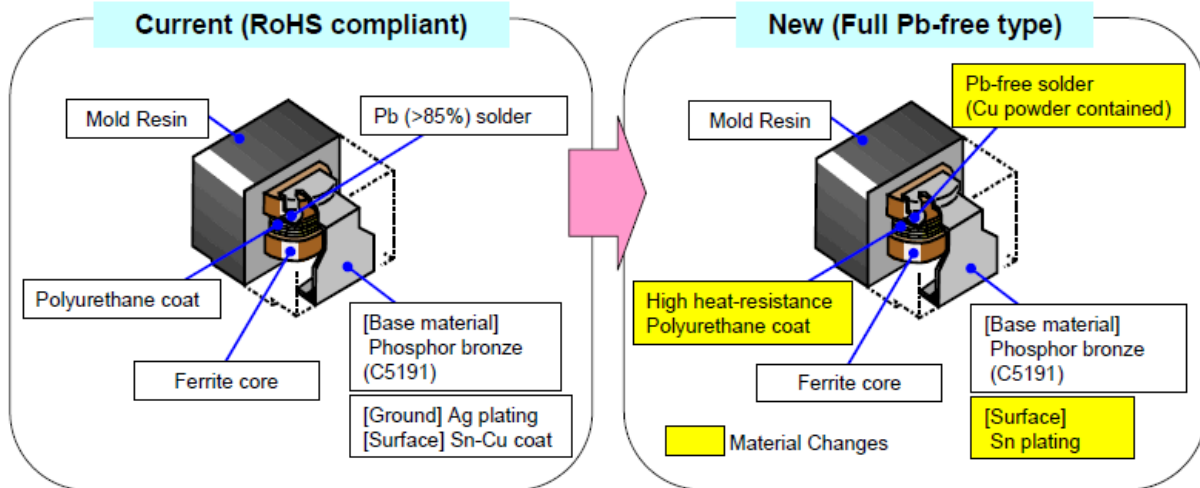 Current (RoHS compliant)
Mold Resin
Pb (>85%) solder
Polyurethane coat
Ferrite core
[Base material]
Phosphor bronze
(C5191)
[Ground] Ag plating
[Surface] Sn-Cu coat
New (Full Pb-free type)
Mold Resin
Pb-free solder
(Cu powder contained)
High heat-resistance
Polyurethane coat
Ferrite core
[Base material]
Phosphor bronze
(C5191)
[Surface]
Sn plating
Material Changes